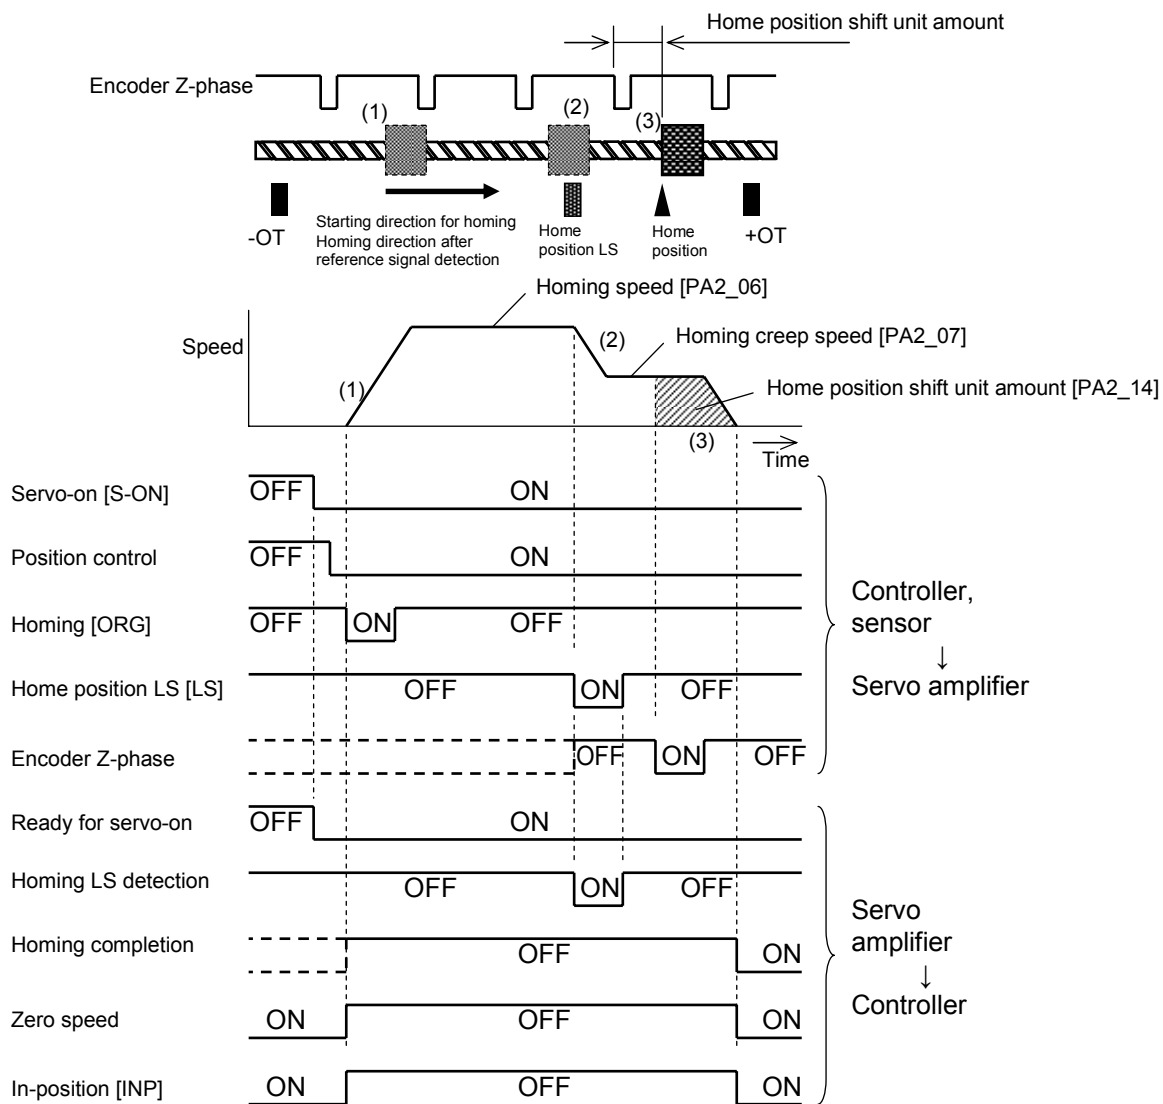 Home position shift unit amount
Encoder Z-phase
(1)
(2)
(3)
-OT
Starting direction for homing
Homing direction after
reference signal detection
Home
position LS
Home
position
+OT
Homing speed [PA2_06]
Speed
(2)
Homing creep speed [PA2_07]
(1)
Home position shift unit amount [PA2_14]
(3)
Time
Servo-on [S-ON]
OFF
ON
Position control
OFF
ON
Homing [ORG]
OFF
ON
OFF
Home position LS [LS]
OFF
ON
OFF
Encoder Z-phase
OFF
ON
OFF
Controller,
sensor
↓
Servo amplifier
Ready for servo-on
OFF
ON
Homing LS detection
OFF
ON
OFF
Homing completion
OFF
ON
Zero speed
ON
OFF
ON
In-position [INP]
ON
OFF
ON
Servo
amplifier
↓
Controller